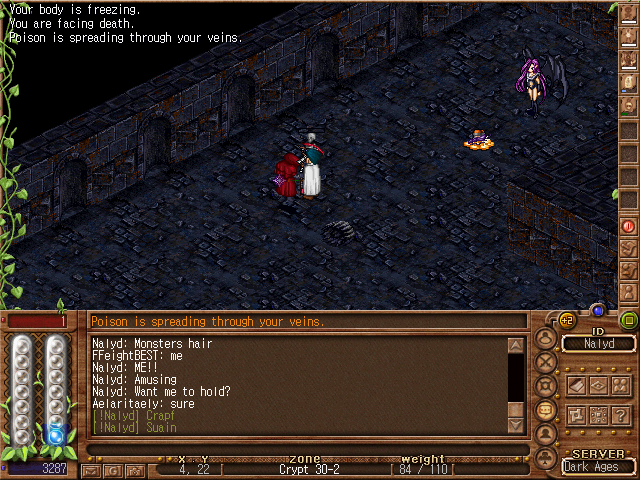 Your body is freezing.
You are facing death.
Poison is spreading through your veins.
1
Poison is spreading through your veins.
+2
ID
Nalyd
Nalyd: Monsters hair
FFeightBEST: me
Nalyd: ME!!
Nalyd: Amusing
Nalyd: Want me to hold?
Aelaritaely: sure
[!Nalyd] Crapf
[!Nalyd] Suain
?
3287
x y
zone
weight
4, 22
Crypt 30-2
84 / 110
SERVER
Dark Ages